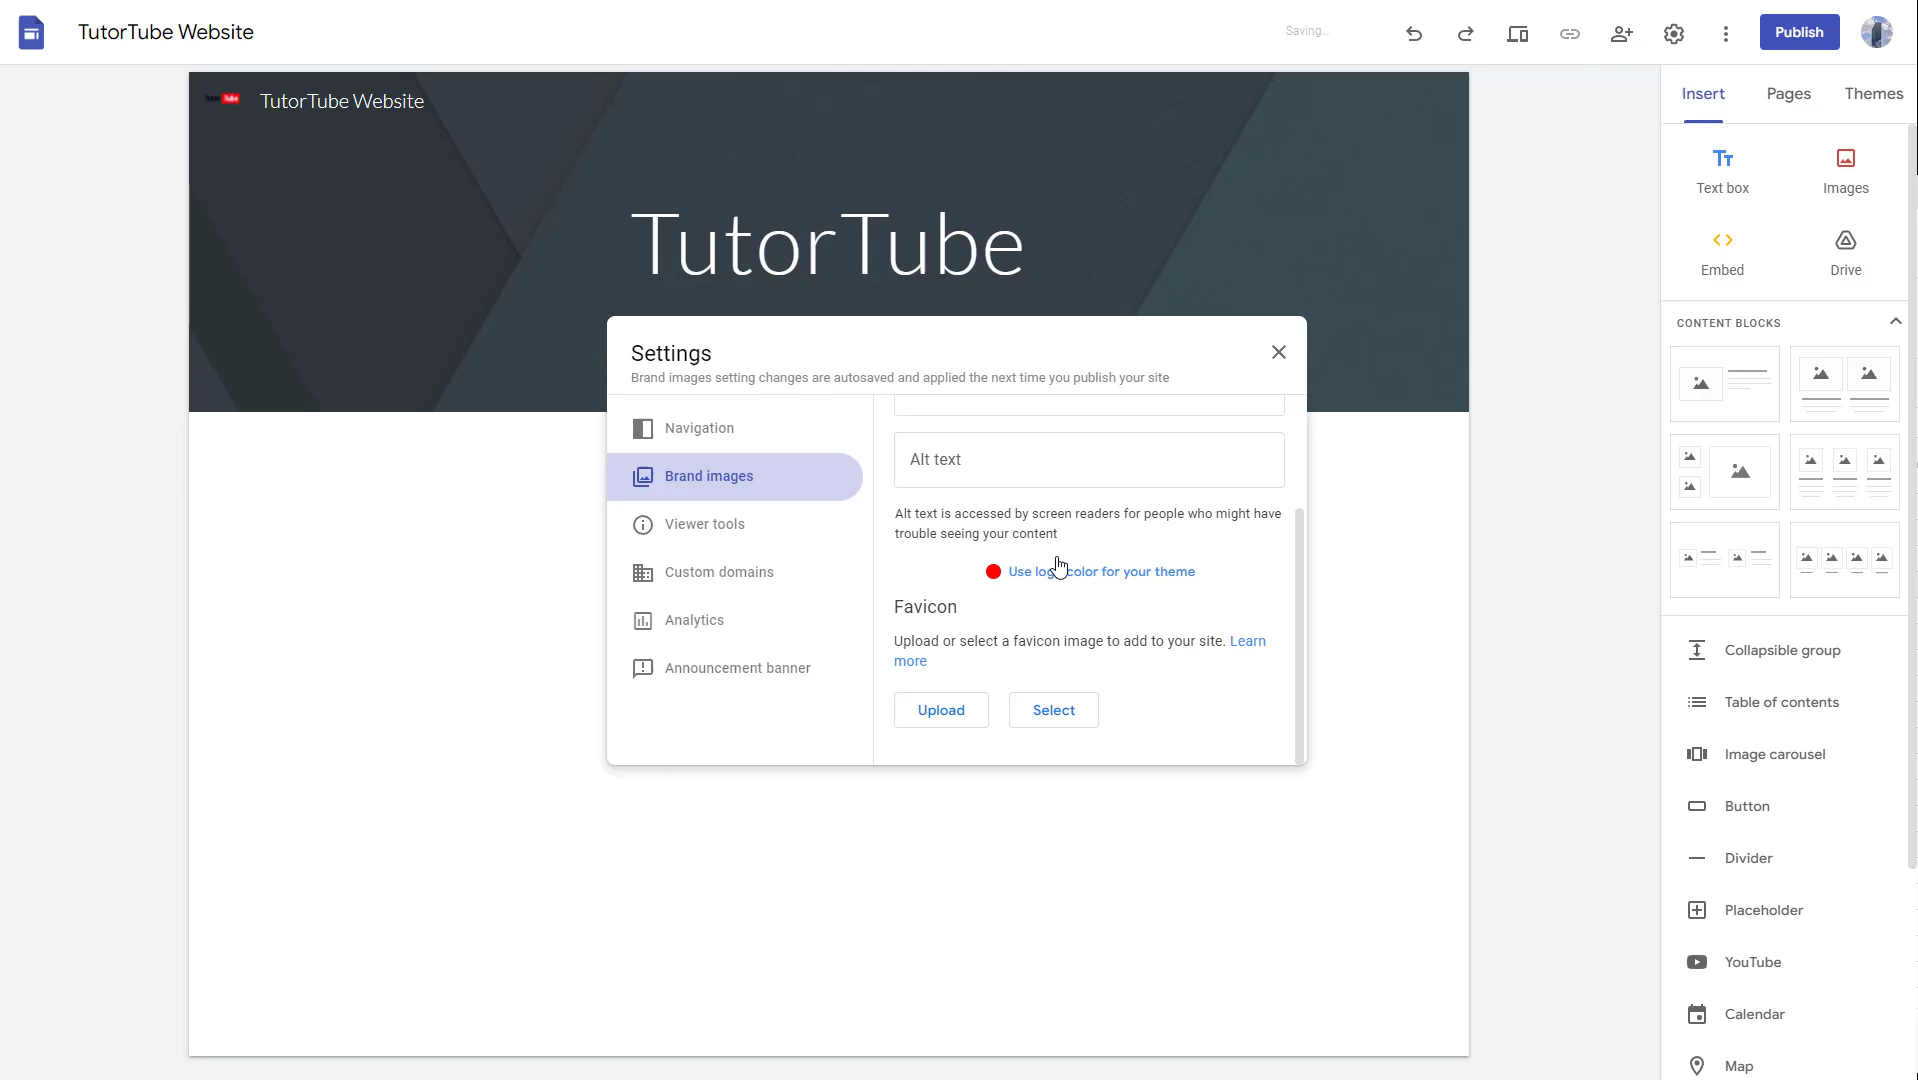 TutorTube Website
Saving...
Publish
Tutor Tube
TutorTube Website
TutorTube
Insert
Pages
Themes
Text box
Images
Embed
Drive
CONTENT BLOCKS
Collapsible group
Table of contents
Image carousel
Button
Divider
Placeholder
YouTube
Calendar
Map
Settings
Brand images setting changes are autosaved and applied the next time you publish your site
Navigation
Brand images
Viewer tools
Custom domains
Analytics
Announcement banner
Alt text
Alt text is accessed by screen readers for people who might have
trouble seeing your content
Use logo color for your theme
Favicon
Upload or select a favicon image to add to your site. Learn
more
Upload
Select